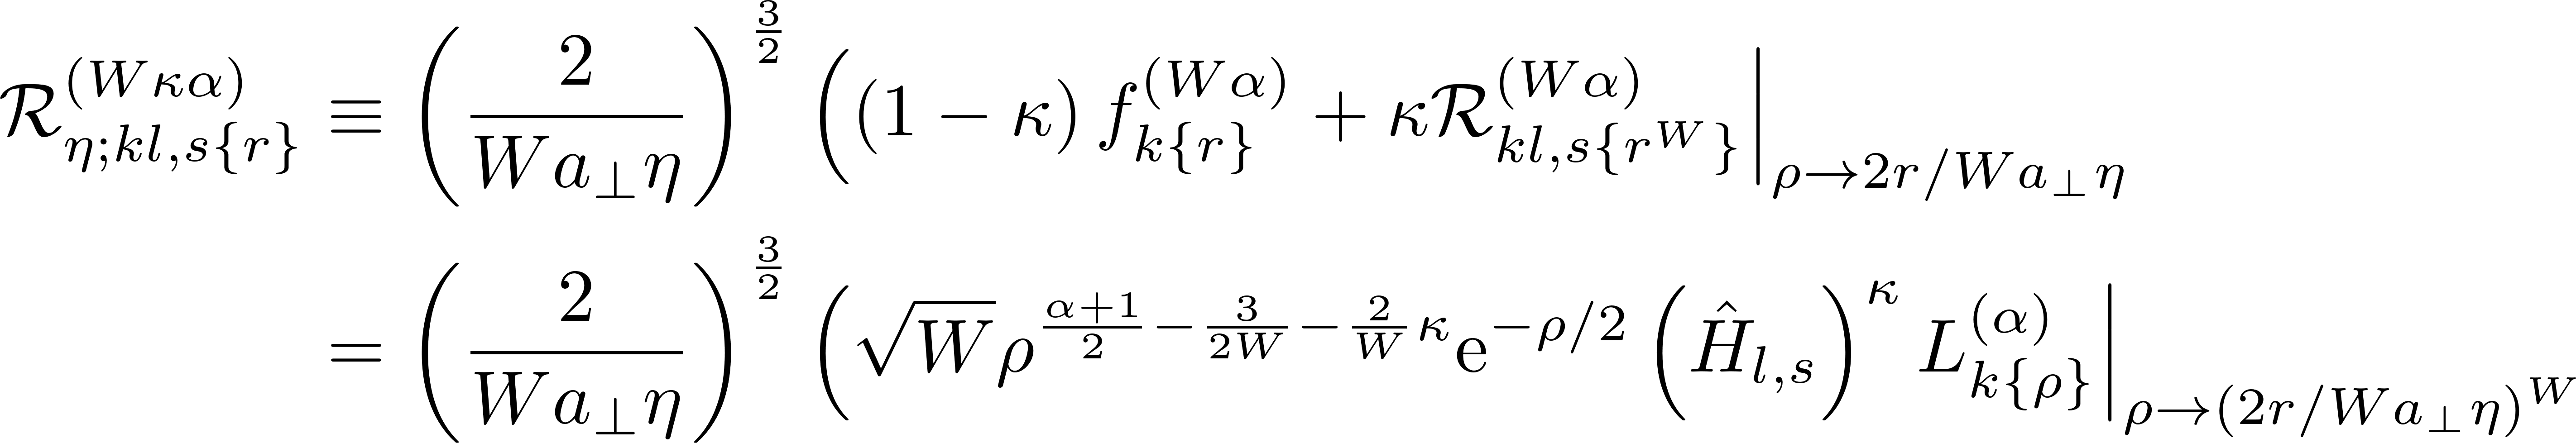 \mathcal{R}_{\eta;kl,s\{r\}}^{(W\kappa\alpha)} \equiv \left(\frac{2}{Wa_{\perp}\eta}\right)^{\frac{3}{2}} \left((1-\kappa) f_{k\{r\}}^{(W\alpha)} + \kappa\mathcal{R}_{kl,s\{r^{W}\}}^{(W\alpha)}\right|_{\rho\to 2r/Wa_{\perp}\eta}
= \left(\frac{2}{Wa_{\perp}\eta}\right)^{\frac{3}{2}} \left(\sqrt{W}\rho^{\frac{\alpha+1}{2}-\frac{3}{2W}-\frac{2}{W}\kappa}\mathrm{e}^{-\rho/2}\left(\hat{H}_{l,s}\right)^{\kappa} L_{k\{\rho\}}^{(\alpha)}\right|_{\rho\to(2r/Wa_{\perp}\eta)^{W}}